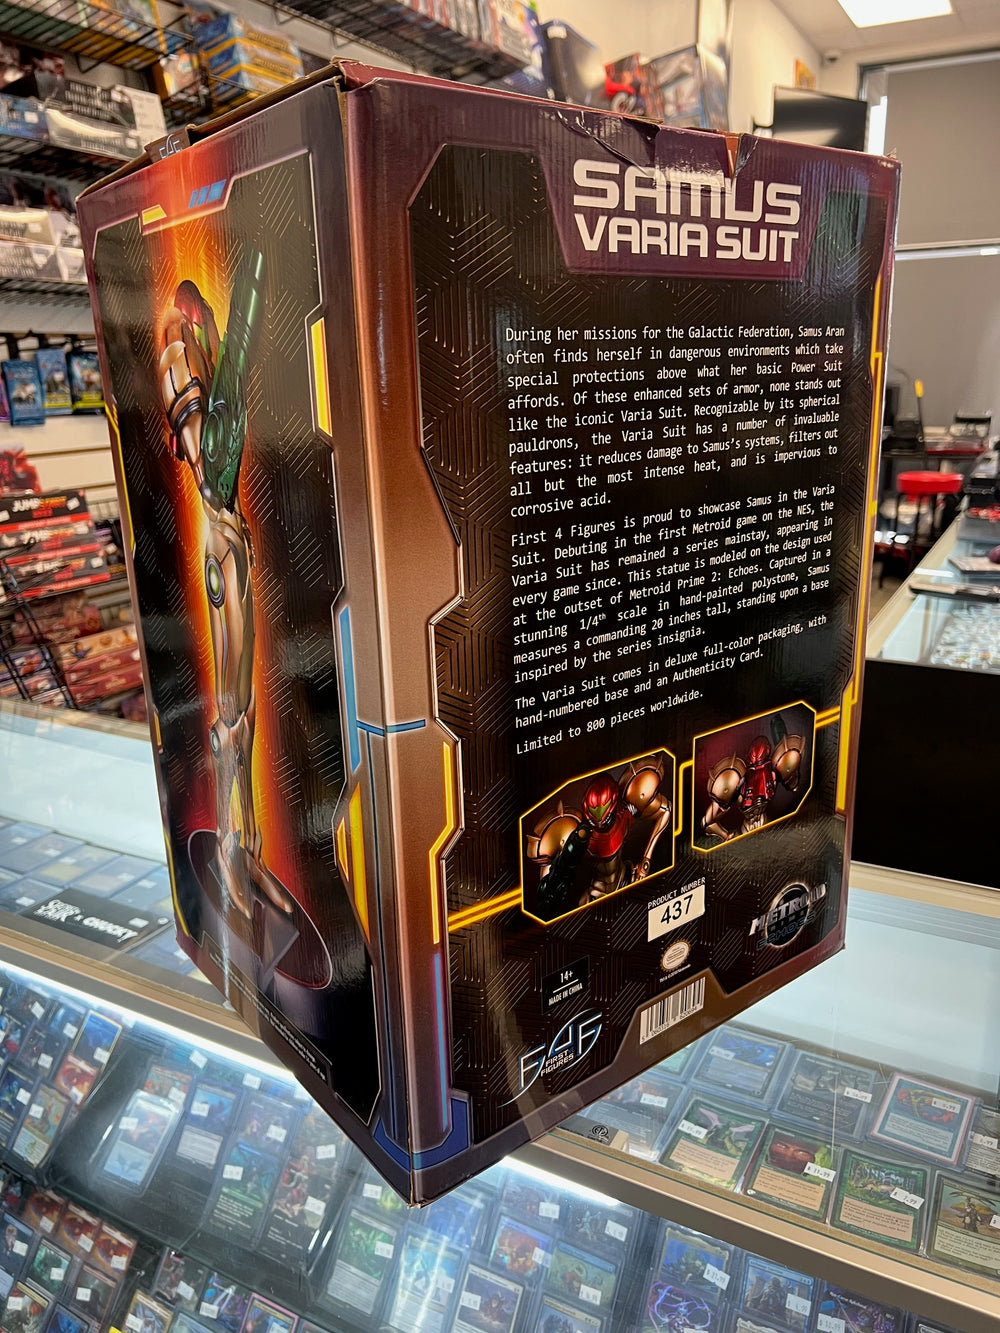 SAMUS
VARIA SUIT
During her missions for the Galactic Federation, Samus Aran
often finds herself in dangerous environments which take
special protections above what her basic Power Suit
affords. Of these enhanced sets of armor, none stands out
like the iconic Varia Suit. Recognizable by its spherical
pauldrons, the Varia Suit has a number of invaluable
features: it reduces damage to Samus's systems, filters out
all but the most intense heat, and is impervious to
corrosive acid.
First 4 Figures is proud to showcase Samus in the Varia
Suit. Debuting in the first Metroid game on the NES, the
Varia Suit has remained a series mainstay, appearing in
every game since. This statue is modeled on the design used
at the outset of Metroid Prime 2: Echoes. Captured in a
stunning 1/4th scale in hand-painted polystone, Samus
measures a commanding 20 inches tall, standing upon a base
inspired by the series insignia.
The Varia Suit comes in deluxe full-color packaging, with
hand-numbered base and an Authenticity Card.
Limited to 800 pieces worldwide.
PRODUCT NUMBER
437
METROID
14+
MADE IN CHINA
F4F
FIRST
FIGURES
CHUCKY